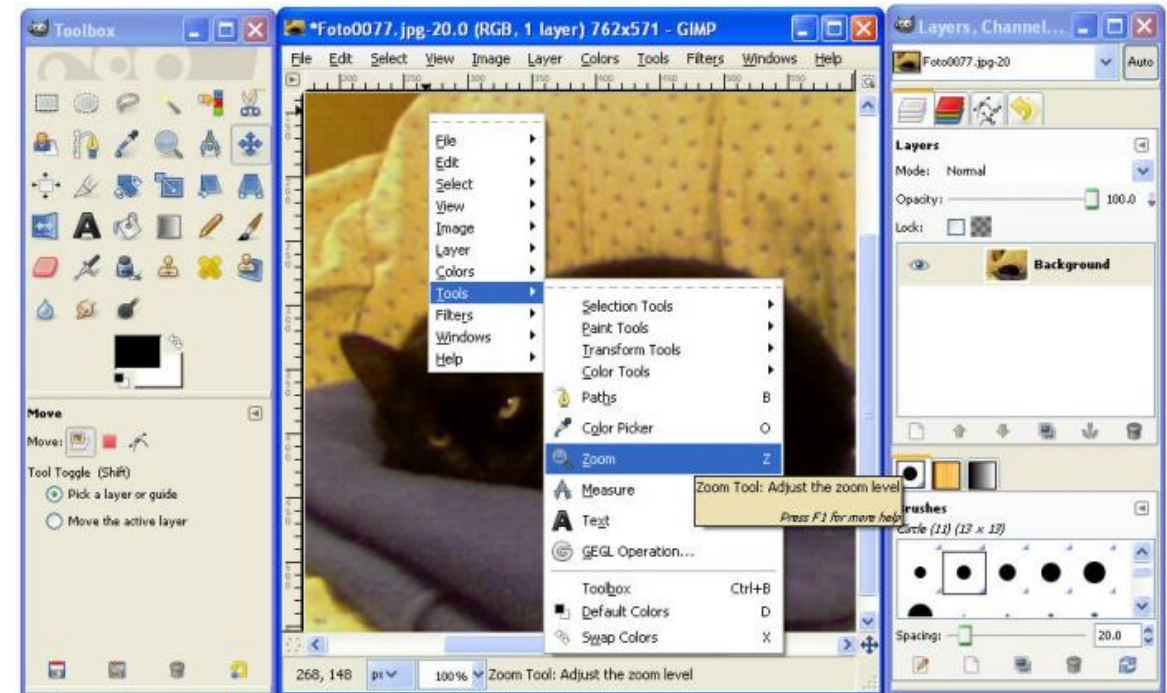 Toolbox
Move
Move:
Tool Toggle (Shift)
Pick a layer or guide
Move the active layer
*Foto0077.jpg-20.0 (RGB, 1 layer) 762x571 - GIMP
File Edit Select View Image Layer Colors Tools Filters Windows Help
File
Edit
Select
View
Image
Layer
Colors
Tools
Filters
Windows
Help
Selection Tools
Paint Tools
Transform Tools
Color Tools
Paths B
Color Picker O
Zoom Z
Measure
Text
GEGL Operation...
Toolbox Ctrl+B
Default Colors D
Swap Colors X
Zoom Tool: Adjust the zoom level
Press F1 for more help
268, 148 px 100% Zoom Tool: Adjust the zoom level
Layers, Channel...
Foto0077.jpg-20 Auto
Layers
Mode: Normal
Opacity: 100.0
Lock:
Background
Brushes
Circle (11) (13 x 13)
Spacing: 20.0